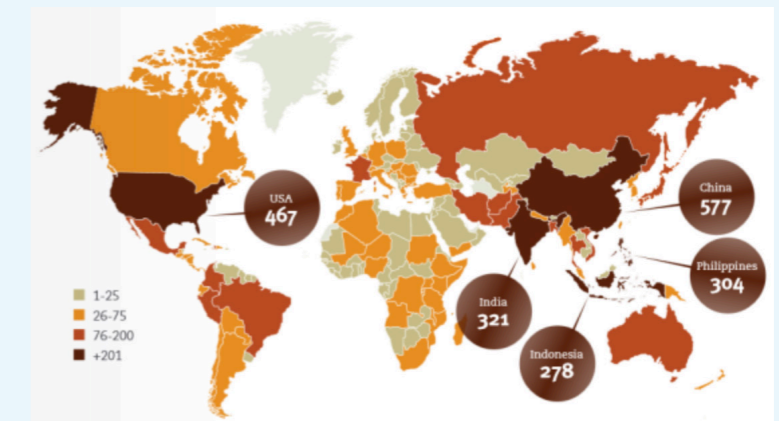 USA
467
China
577
Philippines
304
India
321
Indonesia
278
1-25
26-75
76-200
+201